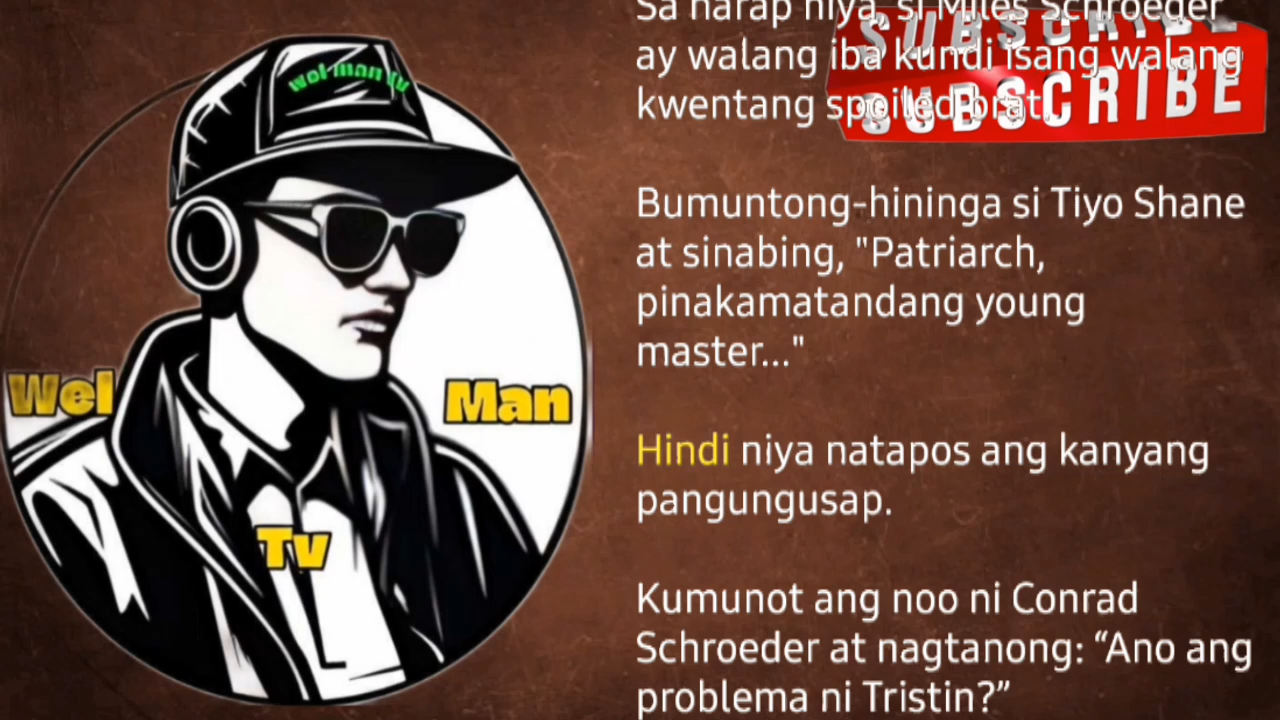 wel man tv
Wel
Man
Tv
SUBSCRIBE
SUBSCRIBE
Sa harap niya, si Miles Schroeder
ay walang iba kundi isang walang
kwentang spoiled brat.
Bumuntong-hininga si Tiyo Shane
at sinabing, "Patriarch,
pinakamatandang young
master..."
Hindi niya natapos ang kanyang
pangungusap.
Kumunot ang noo ni Conrad
Schroeder at nagtanong: “Ano ang
problema ni Tristin?”